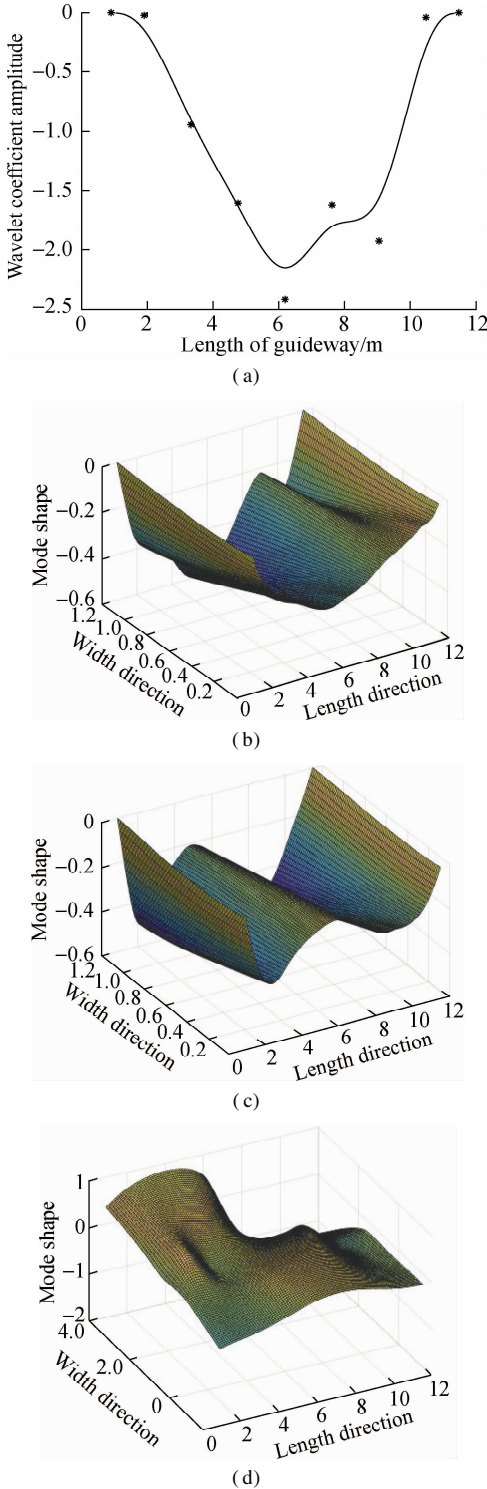 0
−0.5
−1.0
−1.5
−2.0
−2.5
Wavelet coefficient amplitude
0 2 4 6 8 10 12
Length of guideway/m
(a)
0
−0.2
−0.4
−0.6
Mode shape
1.2
1.0
0.8
0.6
0.4
0.2
Width direction
0 2 4 6 8 10 12
Length direction
(b)
0
−0.2
−0.4
−0.6
Mode shape
1.2
1.0
0.8
0.6
0.4
0.2
Width direction
0 2 4 6 8 10 12
Length direction
(c)
1
0
−1
−2
Mode shape
4.0
2.0
0
Width direction
0 2 4 6 8 10 12
Length direction
(d)